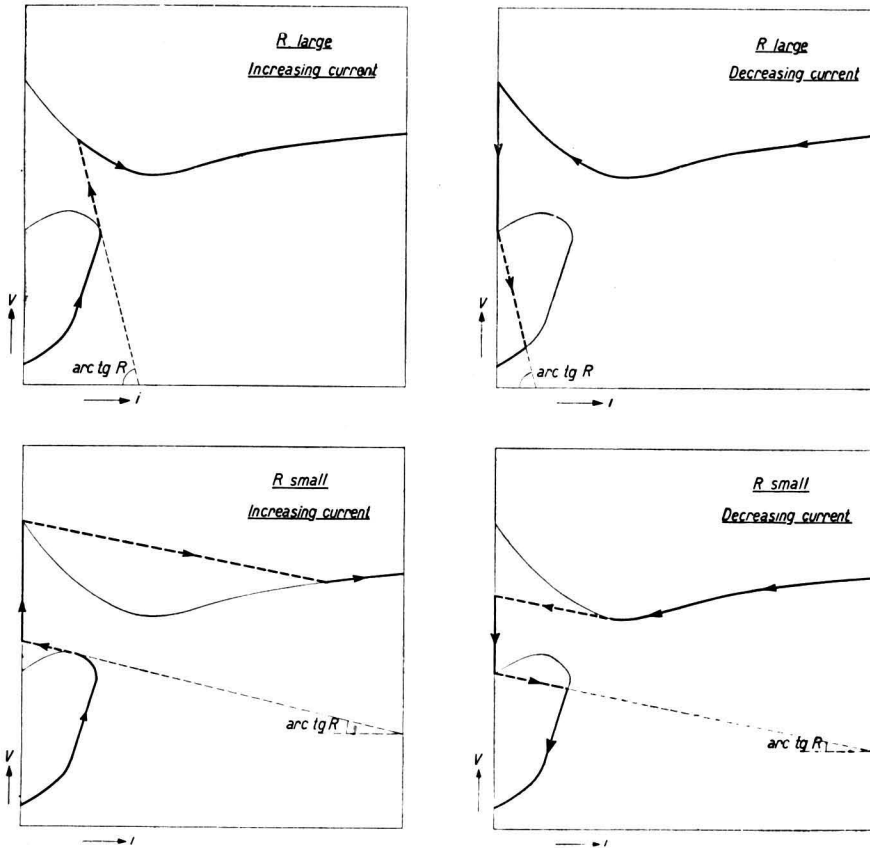 R large
Increasing current
V
arc tg R
i
R large
Decreasing current
V
arc tg R
i
R small
Increasing current
arc tg R
V
i
R small
Decreasing current
arc tg R
V
i